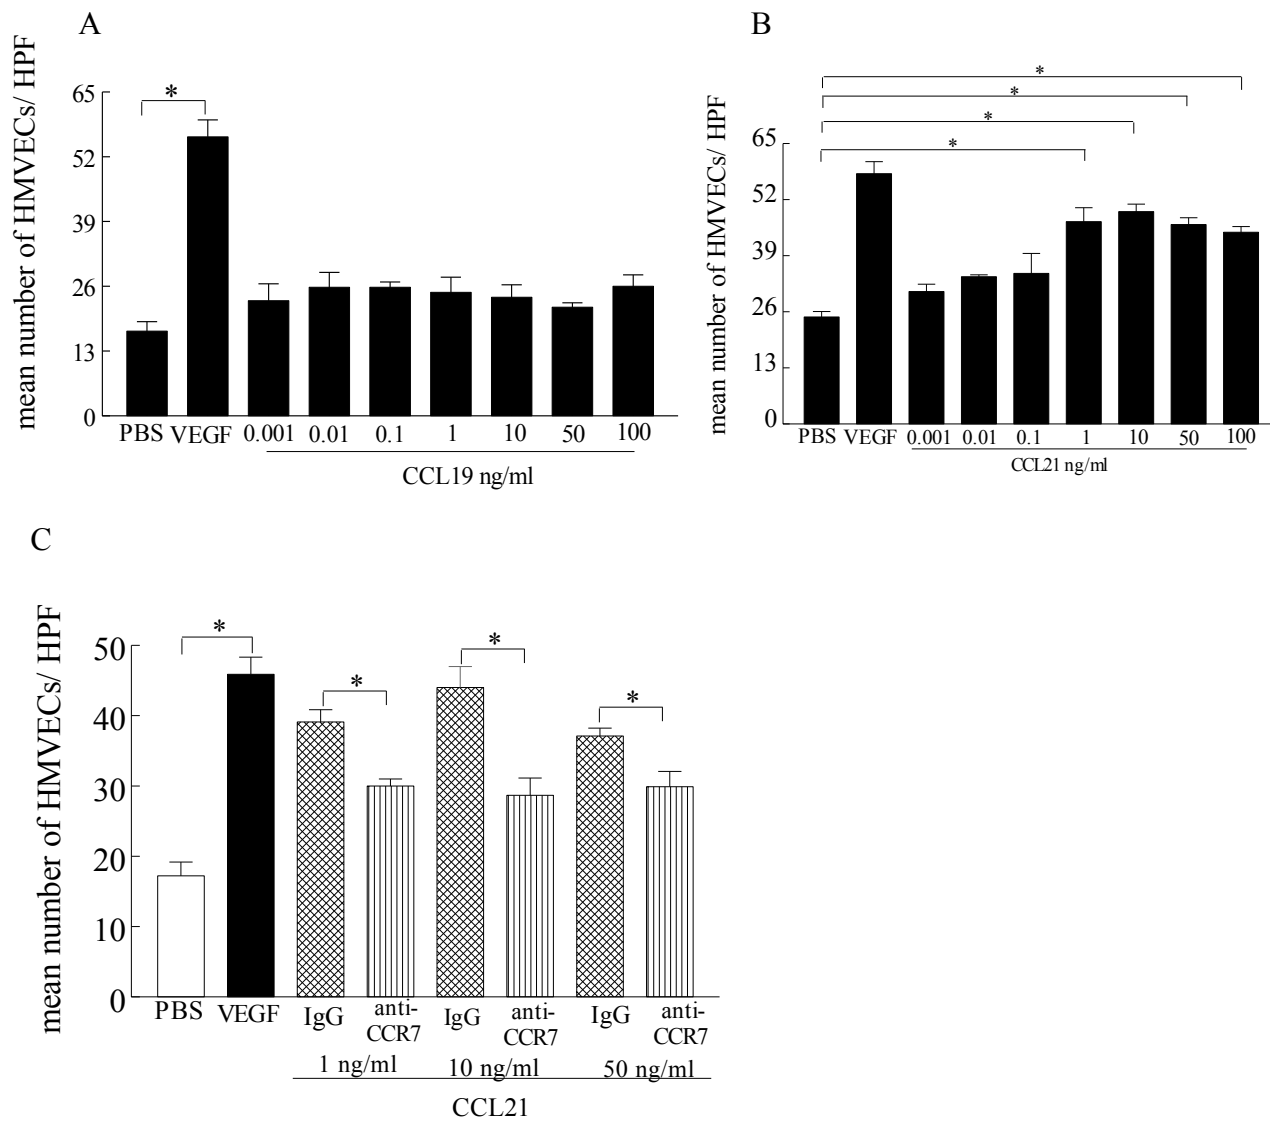 A
mean number of HMVECs/ HPF
65
52
39
26
13
0
*
PBS VEGF 0.001 0.01 0.1 1 10 50 100
CCL19 ng/ml
B
mean number of HMVECs/ HPF
65
52
39
26
13
0
*
*
*
*
PBS VEGF 0.001 0.01 0.1 1 10 50 100
CCL21 ng/ml
C
mean number of HMVECs/ HPF
50
40
30
20
10
0
*
*
*
*
PBS VEGF IgG anti- IgG anti- IgG anti-
CCR7 CCR7 CCR7
1 ng/ml 10 ng/ml 50 ng/ml
CCL21